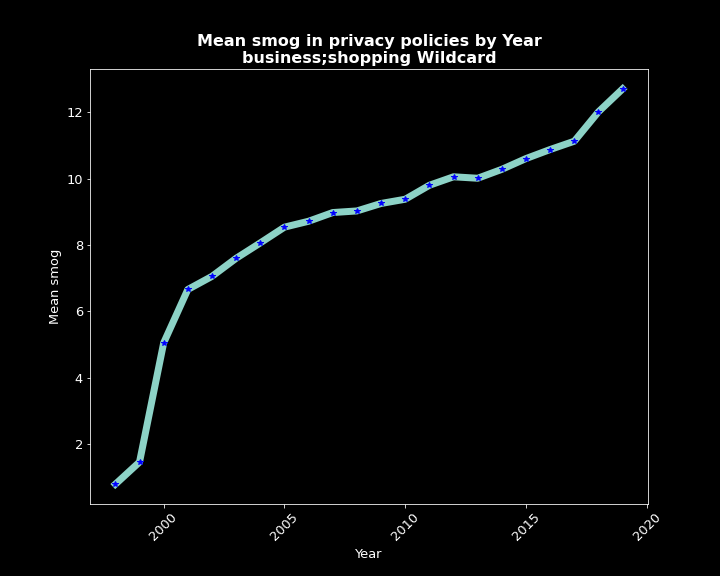 Mean smog in privacy policies by Year
business;shopping Wildcard
12
10
8
6
4
2
Mean smog
2000
2005
2010
2015
2020
Year